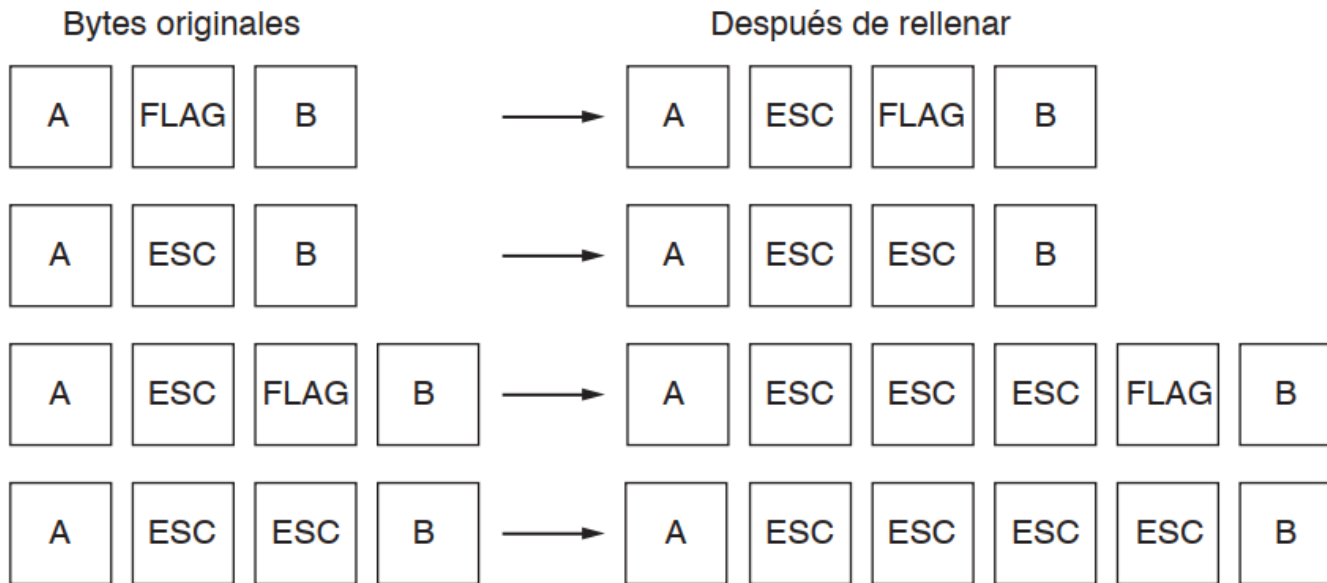 Bytes originales Después de rellenar
A FLAG B A ESC FLAG B
A ESC B A ESC ESC B
A ESC FLAG B A ESC ESC ESC FLAG B
A ESC ESC B A ESC ESC ESC ESC B